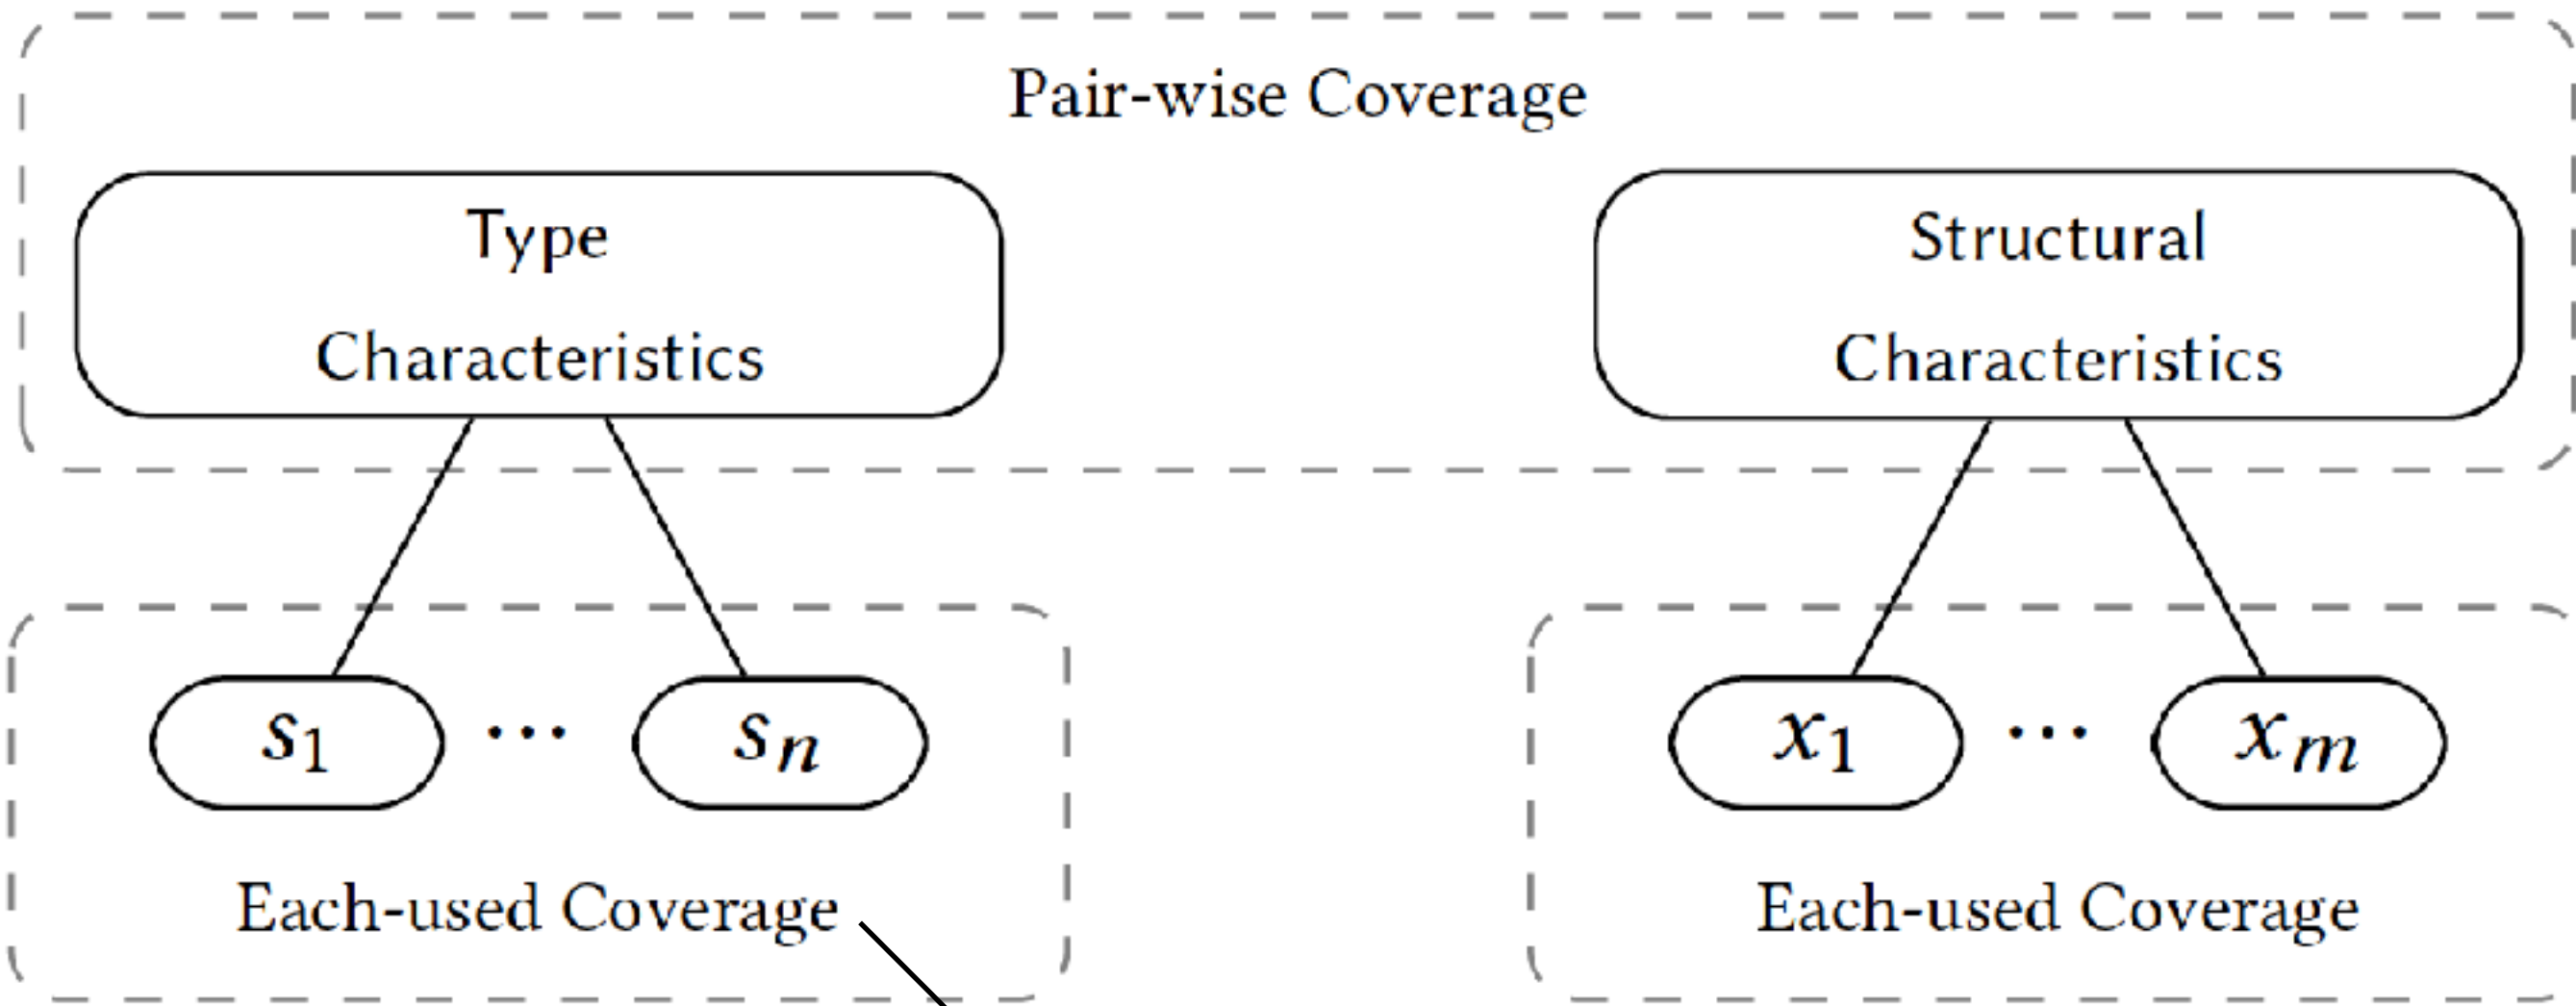 Pair-wise Coverage
Type
Characteristics
Structural
Characteristics
s1 ··· sn
x1 ··· xm
Each-used Coverage
Each-used Coverage